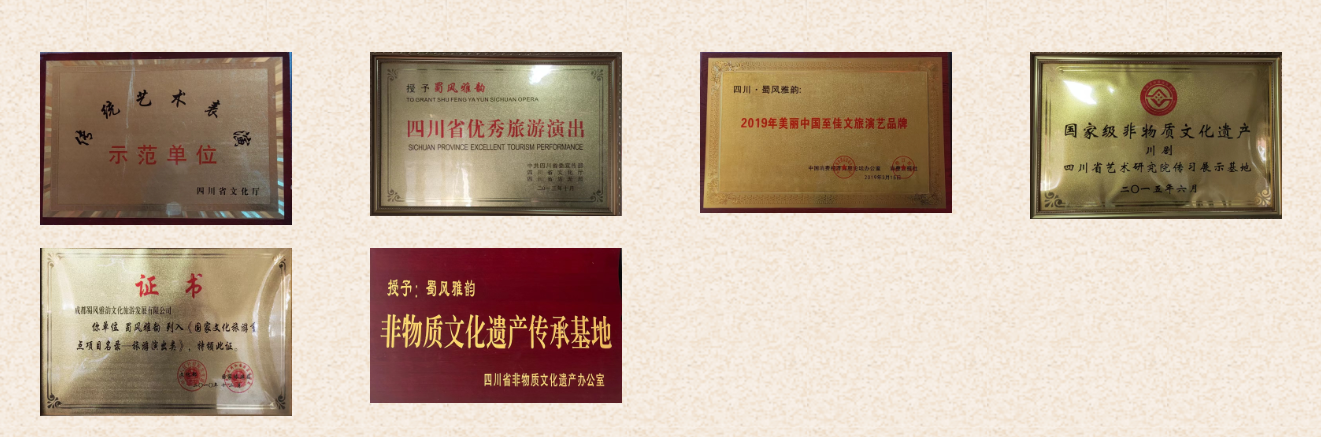 传统艺术表演
示范单位
四川省文化厅
授予 蜀风雅韵
TO GRANT SHUFENG YAYUN SICHUAN OPERA
四川省优秀旅游演出
SICHUAN PROVINCE EXCELLENT TOURISM PERFORMANCE
四川·蜀风雅韵:
2019年美丽中国至佳文旅演艺品牌
国家级非物质文化遗产
川剧
四川省艺术研究院传习展示基地
二〇一五年六月
证书
成都蜀风雅韵文化旅游发展有限公司
你单位 蜀风雅韵 列入《国家文化旅游重
点项目名录—旅游演出类》，特颁此证。
授予：蜀风雅韵
非物质文化遗产传承基地
四川省非物质文化遗产办公室